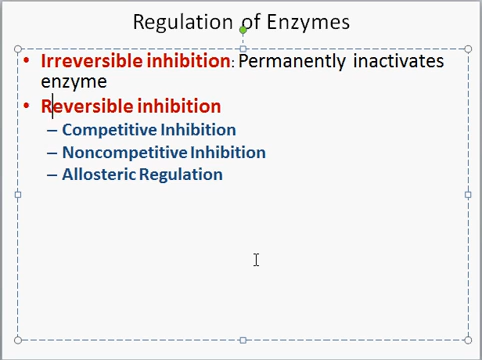 Regulation of Enzymes
• Irreversible inhibition: Permanently inactivates
enzyme
• Reversible inhibition
– Competitive Inhibition
– Noncompetitive Inhibition
– Allosteric Regulation